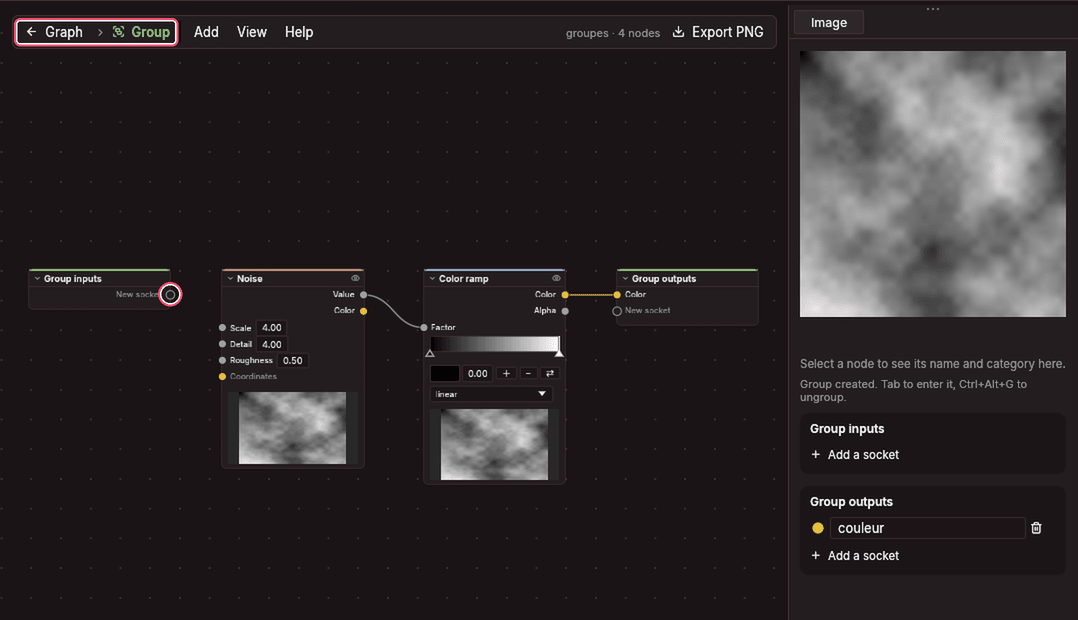 Graph
Group
Add
View
Help
groupes · 4 nodes
Export PNG
Image
Group inputs
New socket
Noise
Value
Color
Scale 4.00
Detail 4.00
Roughness 0.50
Coordinates
Color ramp
Color
Alpha
Factor
0.00
+
−
linear
Group outputs
Color
New socket
Select a node to see its name and category here.
Group created. Tab to enter it, Ctrl+Alt+G to
ungroup.
Group inputs
+ Add a socket
Group outputs
couleur
+ Add a socket